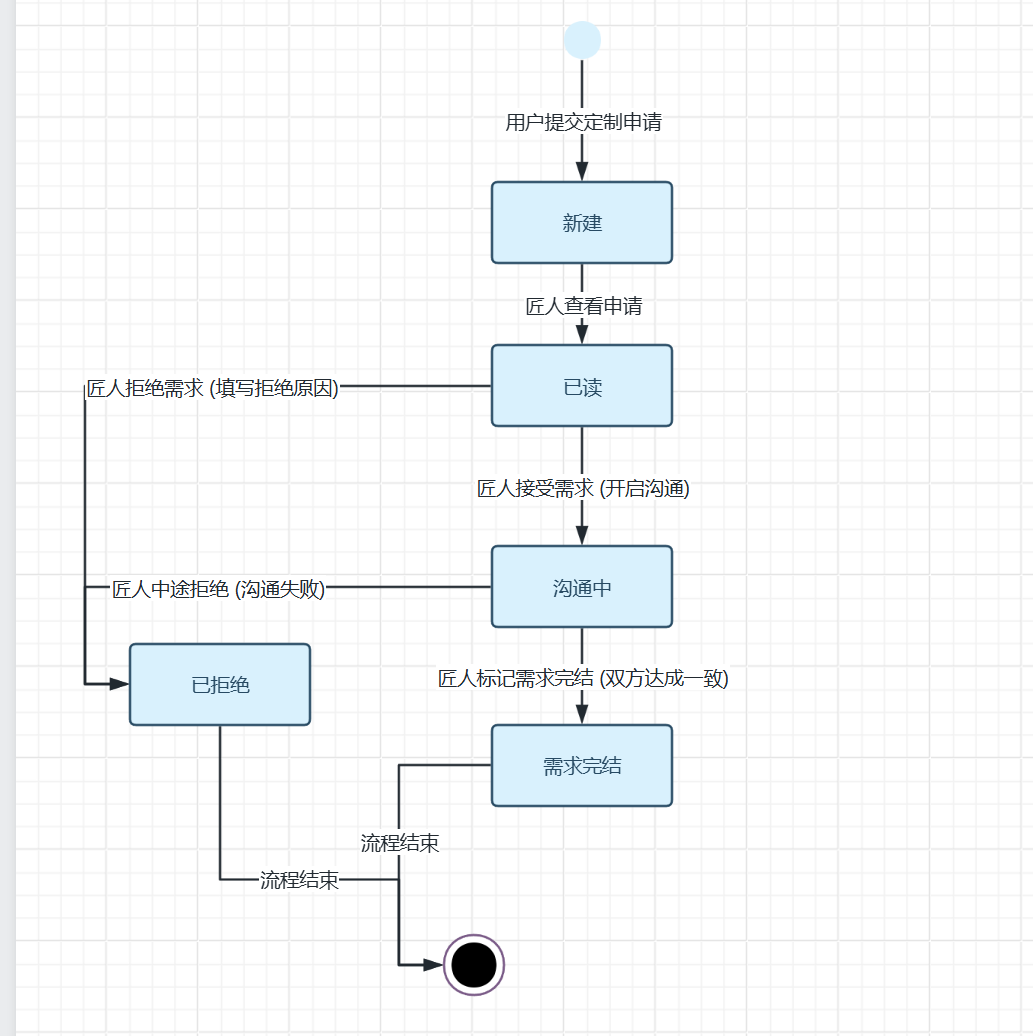 用户提交定制申请
新建
匠人查看申请
匠人拒绝需求 (填写拒绝原因)
已读
匠人接受需求 (开启沟通)
匠人中途拒绝 (沟通失败)
沟通中
匠人标记需求完结 (双方达成一致)
已拒绝
需求完结
流程结束
流程结束